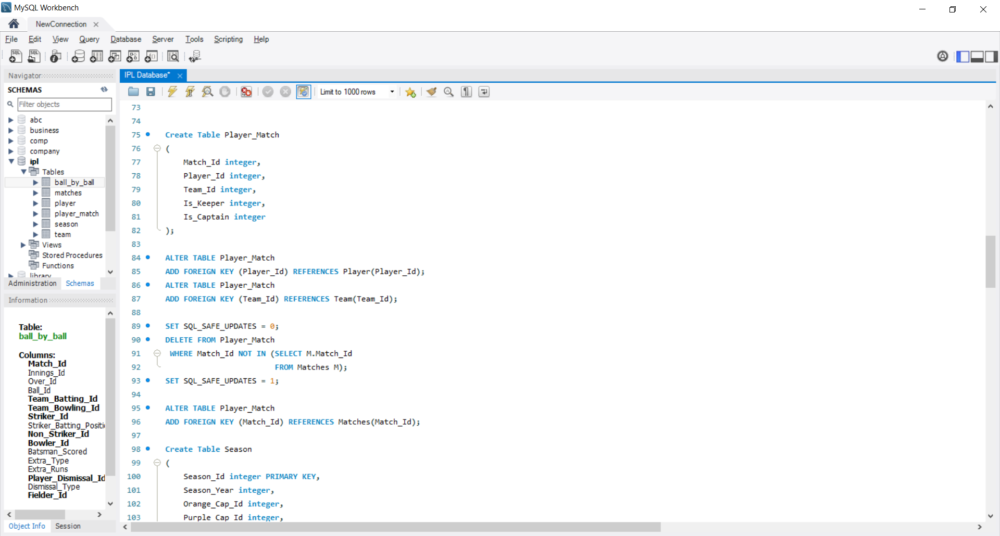 MySQL Workbench
NewConnection
File Edit View Query Database Server Tools Scripting Help
Navigator
SCHEMAS
Filter objects
abc
business
comp
company
ipl
Tables
ball_by_ball
matches
player
player_match
season
team
Views
Stored Procedures
Functions
library
Administration Schemas
Information
Table:
ball_by_ball
Columns:
Match_Id
Innings_Id
Over_Id
Ball_Id
Team_Batting_Id
Team_Bowling_Id
Striker_Id
Striker_Batting_Positi
Non_Striker_Id
Bowler_Id
Batsman_Scored
Extra_Type
Extra_Runs
Player_Dismissal_Id
Dismissal_Type
Fielder_Id
Object Info Session
IPL Database*
Limit to 1000 rows
73
74
75 Create Table Player_Match
76 (
77 Match_Id integer,
78 Player_Id integer,
79 Team_Id integer,
80 Is_Keeper integer,
81 Is_Captain integer
82 );
83
84 ALTER TABLE Player_Match
85 ADD FOREIGN KEY (Player_Id) REFERENCES Player(Player_Id);
86 ALTER TABLE Player_Match
87 ADD FOREIGN KEY (Team_Id) REFERENCES Team(Team_Id);
88
89 SET SQL_SAFE_UPDATES = 0;
90 DELETE FROM Player_Match
91 WHERE Match_Id NOT IN (SELECT M.Match_Id
92 FROM Matches M);
93 SET SQL_SAFE_UPDATES = 1;
94
95 ALTER TABLE Player_Match
96 ADD FOREIGN KEY (Match_Id) REFERENCES Matches(Match_Id);
97
98 Create Table Season
99 (
100 Season_Id integer PRIMARY KEY,
101 Season_Year integer,
102 Orange_Cap_Id integer,
103 Purple_Cap_Id integer,